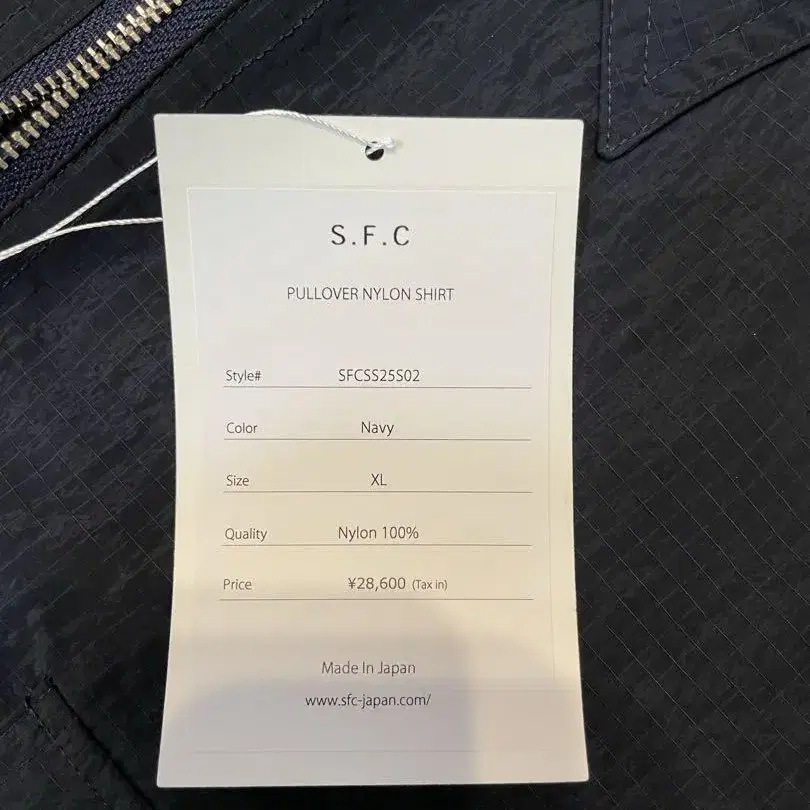 S.F.C
PULLOVER NYLON SHIRT
Style# SFCSS25S02
Color Navy
Size XL
Quality Nylon 100%
Price ¥28,600 (Tax in)
Made In Japan
www.sfc-japan.com/